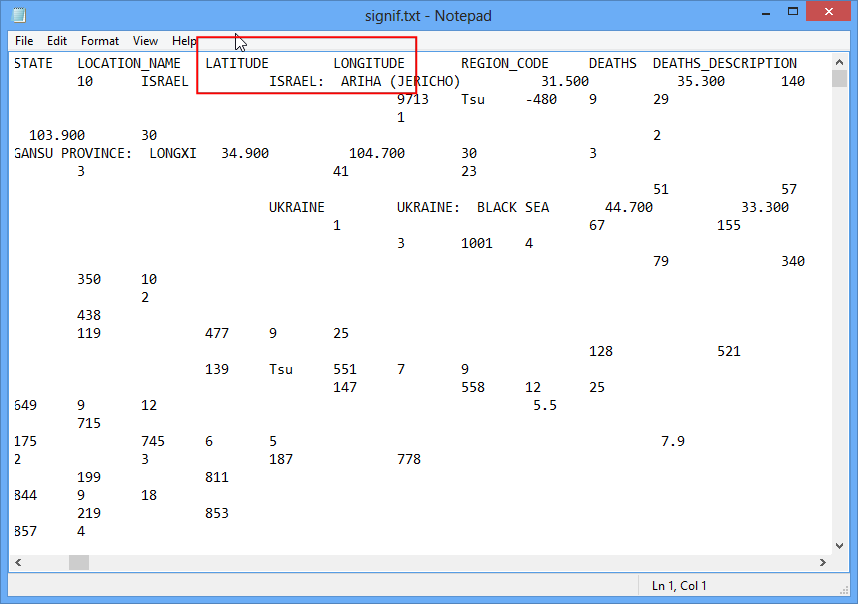 signif.txt - Notepad
File Edit Format View Help
STATE LOCATION_NAME LATITUDE LONGITUDE REGION_CODE DEATHS DEATHS_DESCRIPTION
10 ISRAEL ISRAEL: ARIHA (JERICHO) 31.500 35.300 140
9713 Tsu -480 9 29
1
103.900 30 2
GANSU PROVINCE: LONGXI 34.900 104.700 30 3
3 41 23
51 57
UKRAINE UKRAINE: BLACK SEA 44.700 33.300
1 67 155
3 1001 4
79 340
350 10
2
438
119 477 9 25
128 521
139 Tsu 551 7 9
147 558 12 25
649 9 12 5.5
715
175 745 6 5 7.9
2 3 187 778
199 811
844 9 18
219 853
857 4
Ln 1, Col 1